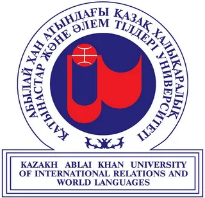 АБЫЛАЙ ХАН АТЫНДАҒЫ ҚАЗАҚ ХАЛЫҚАРАЛЫҚ
ҚАТЫНАСТАР ЖӘНЕ ӘЛЕМ ТІЛДЕРІ УНИВЕРСИТЕТІ
KAZAKH ABLAI KHAN UNIVERSITY
OF INTERNATIONAL RELATIONS AND
WORLD LANGUAGES